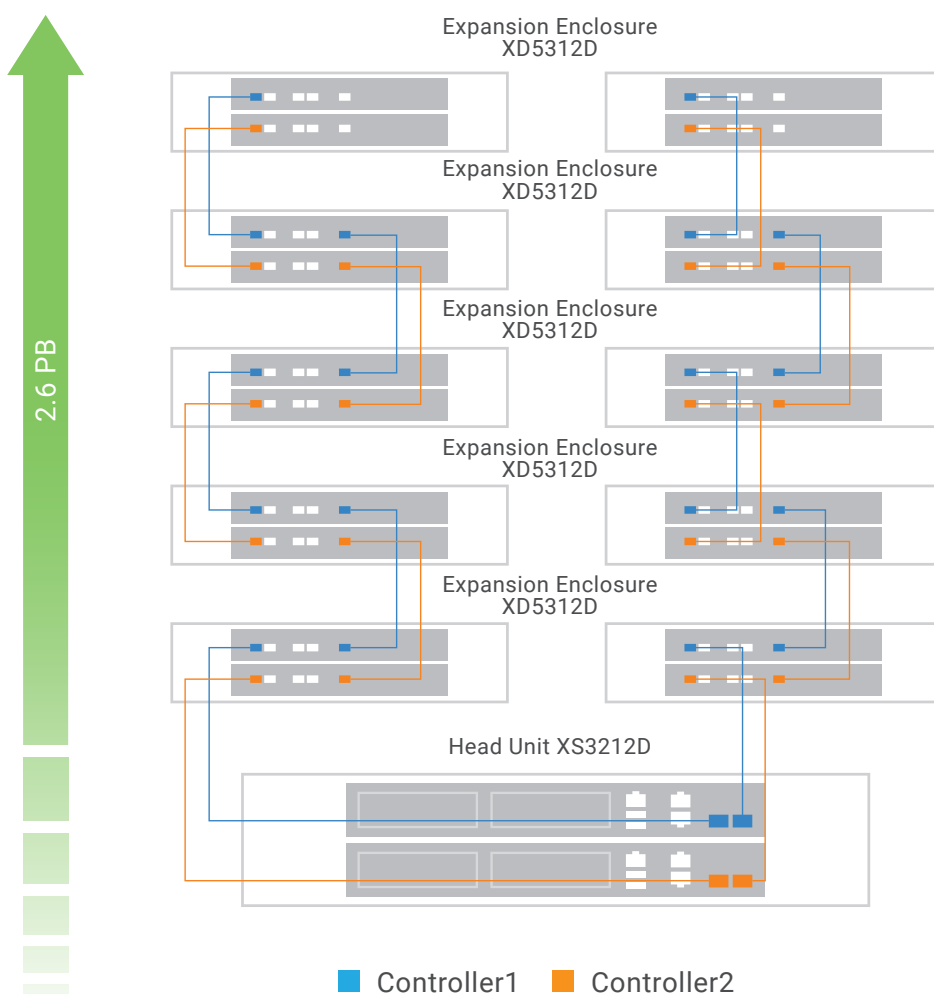 Expansion Enclosure
XD5312D
Expansion Enclosure
XD5312D
Expansion Enclosure
XD5312D
2.6 PB
Expansion Enclosure
XD5312D
Expansion Enclosure
XD5312D
Head Unit XS3212D
Controller1
Controller2